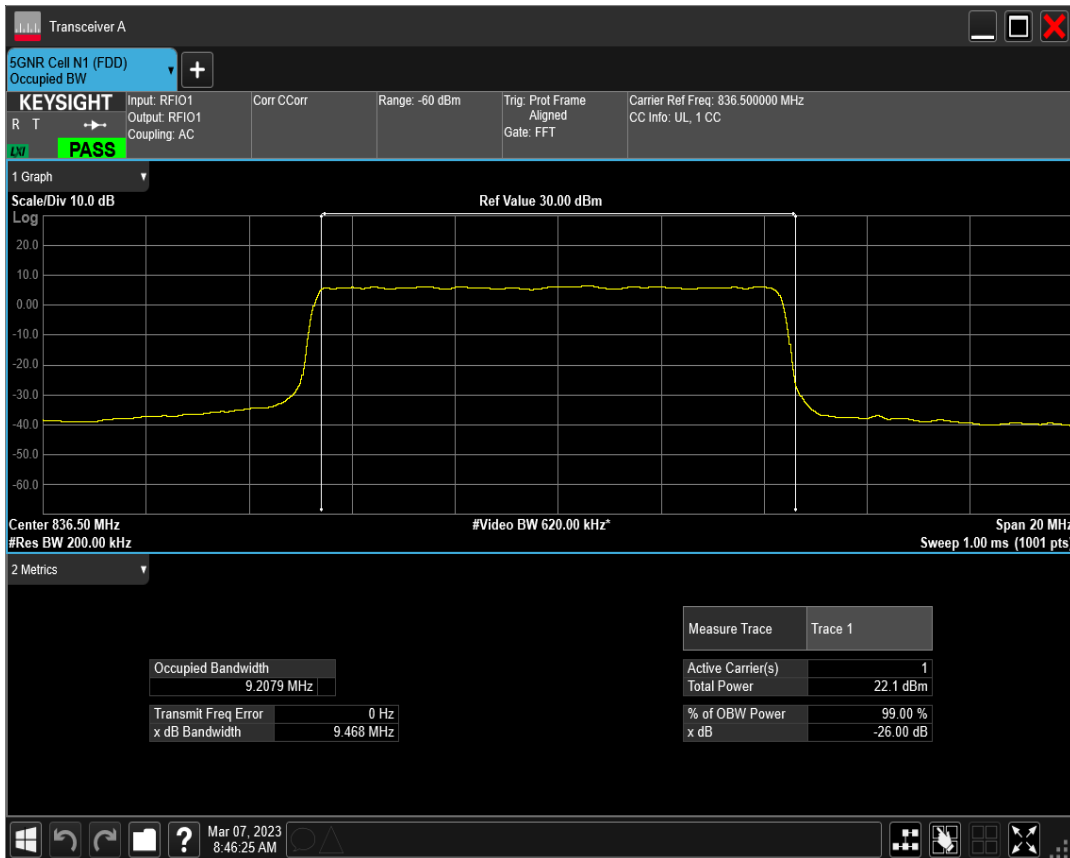 Transceiver A
5GNR Cell N1 (FDD)
Occupied BW
+
KEYSIGHT
R T
LXI
PASS
Input: RFIO1
Output: RFIO1
Coupling: AC
Corr CCorr
Range: -60 dBm
Trig: Prot Frame
Aligned
Gate: FFT
Carrier Ref Freq: 836.500000 MHz
CC Info: UL, 1 CC
1 Graph
Scale/Div 10.0 dB
Ref Value 30.00 dBm
Log
20.0
10.0
0.00
-10.0
-20.0
-30.0
-40.0
-50.0
-60.0
Center 836.50 MHz
#Video BW 620.00 kHz*
Span 20 MHz
#Res BW 200.00 kHz
Sweep 1.00 ms (1001 pts)
2 Metrics
Measure Trace Trace 1
Occupied Bandwidth
9.2079 MHz
Active Carrier(s) 1
Total Power 22.1 dBm
Transmit Freq Error 0 Hz
x dB Bandwidth 9.468 MHz
% of OBW Power 99.00 %
x dB -26.00 dB
?
Mar 07, 2023
8:46:25 AM